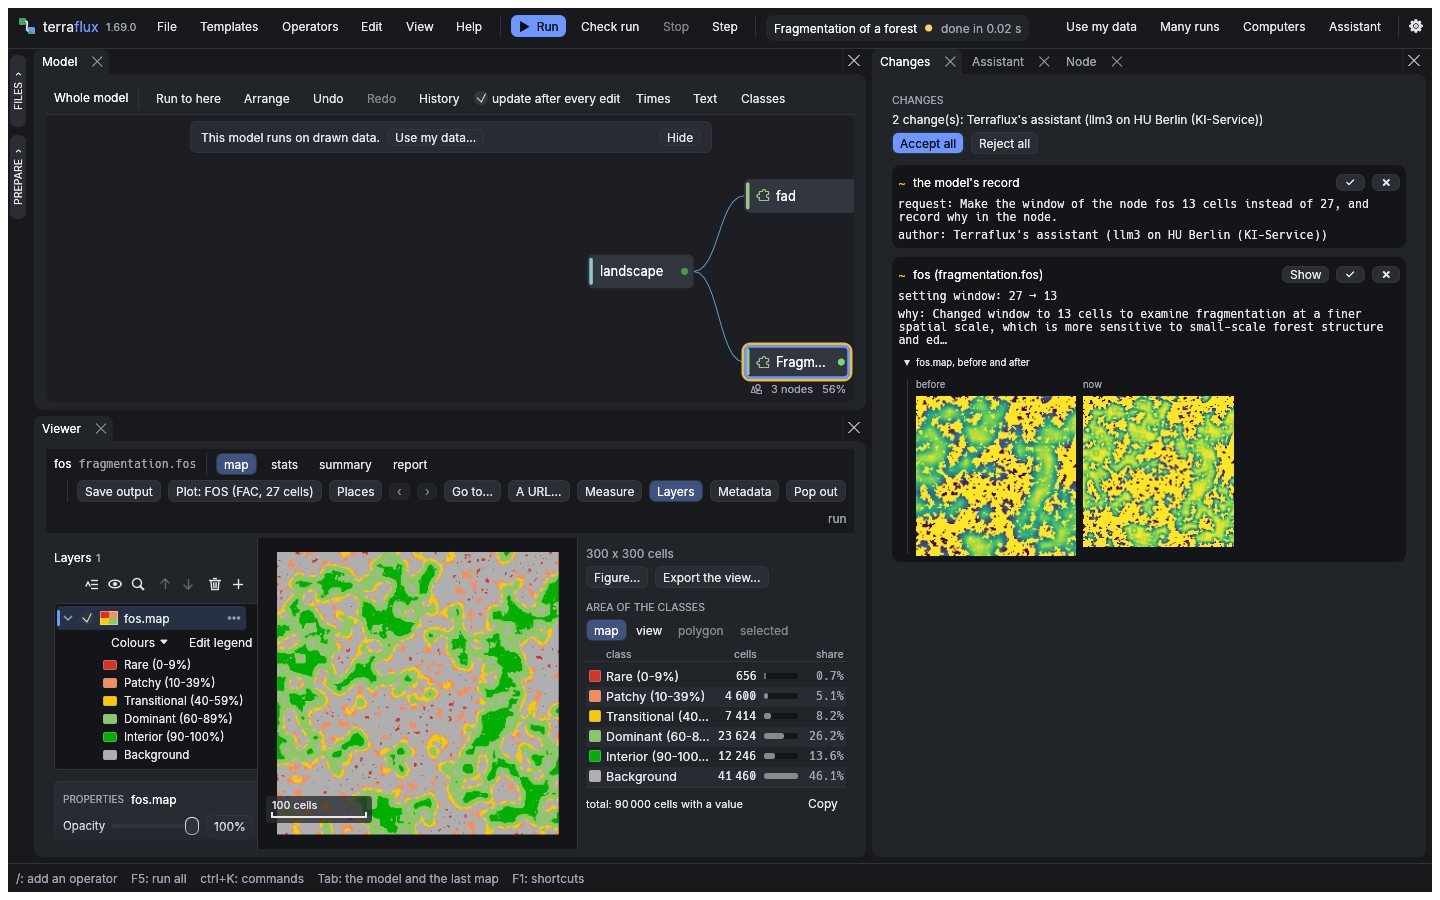 terraflux 1.69.0 File Templates Operators Edit View Help Run Check run Stop Step Fragmentation of a forest done in 0.02 s Use my data Many runs Computers Assistant
FILES
PREPARE
Model
Whole model Run to here Arrange Undo Redo History update after every edit Times Text Classes
This model runs on drawn data. Use my data... Hide
fad
landscape
Fragm...
3 nodes 56%
Viewer
fos fragmentation.fos map stats summary report
Save output Plot: FOS (FAC, 27 cells) Places ‹ › Go to... A URL... Measure Layers Metadata Pop out
run
Layers 1
fos.map
Colours Edit legend
Rare (0-9%)
Patchy (10-39%)
Transitional (40-59%)
Dominant (60-89%)
Interior (90-100%)
Background
PROPERTIES fos.map
Opacity 100%
100 cells
300 x 300 cells
Figure... Export the view...
AREA OF THE CLASSES
map view polygon selected
class cells share
Rare (0-9%) 656 0.7%
Patchy (10-39%) 4 600 5.1%
Transitional (40... 7 414 8.2%
Dominant (60-8... 23 624 26.2%
Interior (90-100... 12 246 13.6%
Background 41 460 46.1%
total: 90 000 cells with a value Copy
Changes Assistant Node
CHANGES
2 change(s): Terraflux's assistant (llm3 on HU Berlin (KI-Service))
Accept all Reject all
~ the model's record
request: Make the window of the node fos 13 cells instead of 27, and
record why in the node.
author: Terraflux's assistant (llm3 on HU Berlin (KI-Service))
~ fos (fragmentation.fos) Show
setting window: 27 → 13
why: Changed window to 13 cells to examine fragmentation at a finer
spatial scale, which is more sensitive to small-scale forest structure
and ed…
▼ fos.map, before and after
before now
/: add an operator F5: run all ctrl+K: commands Tab: the model and the last map F1: shortcuts